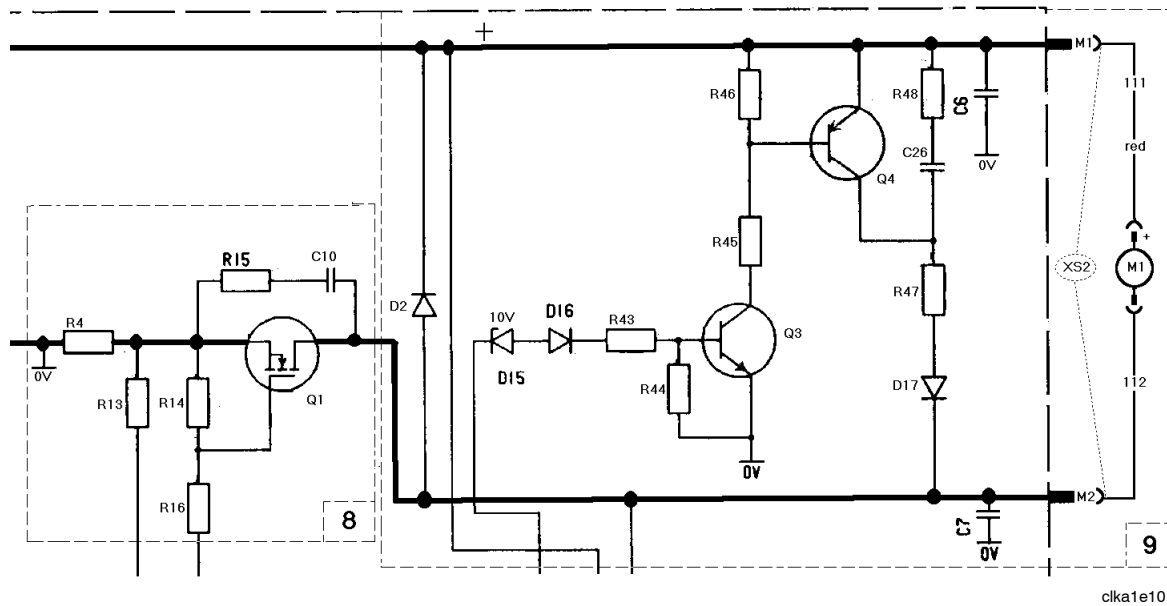 +
M1
R46
R48
C6
111
C26
0V
red
Q4
R15
C10
R45
XS2
+
M1
R47
D2
10V
D16
R43
Q3
R4
0V
D15
R44
D17
R13
R14
Q1
112
0V
M2
R16
8
C7
0V
9
clka1e10